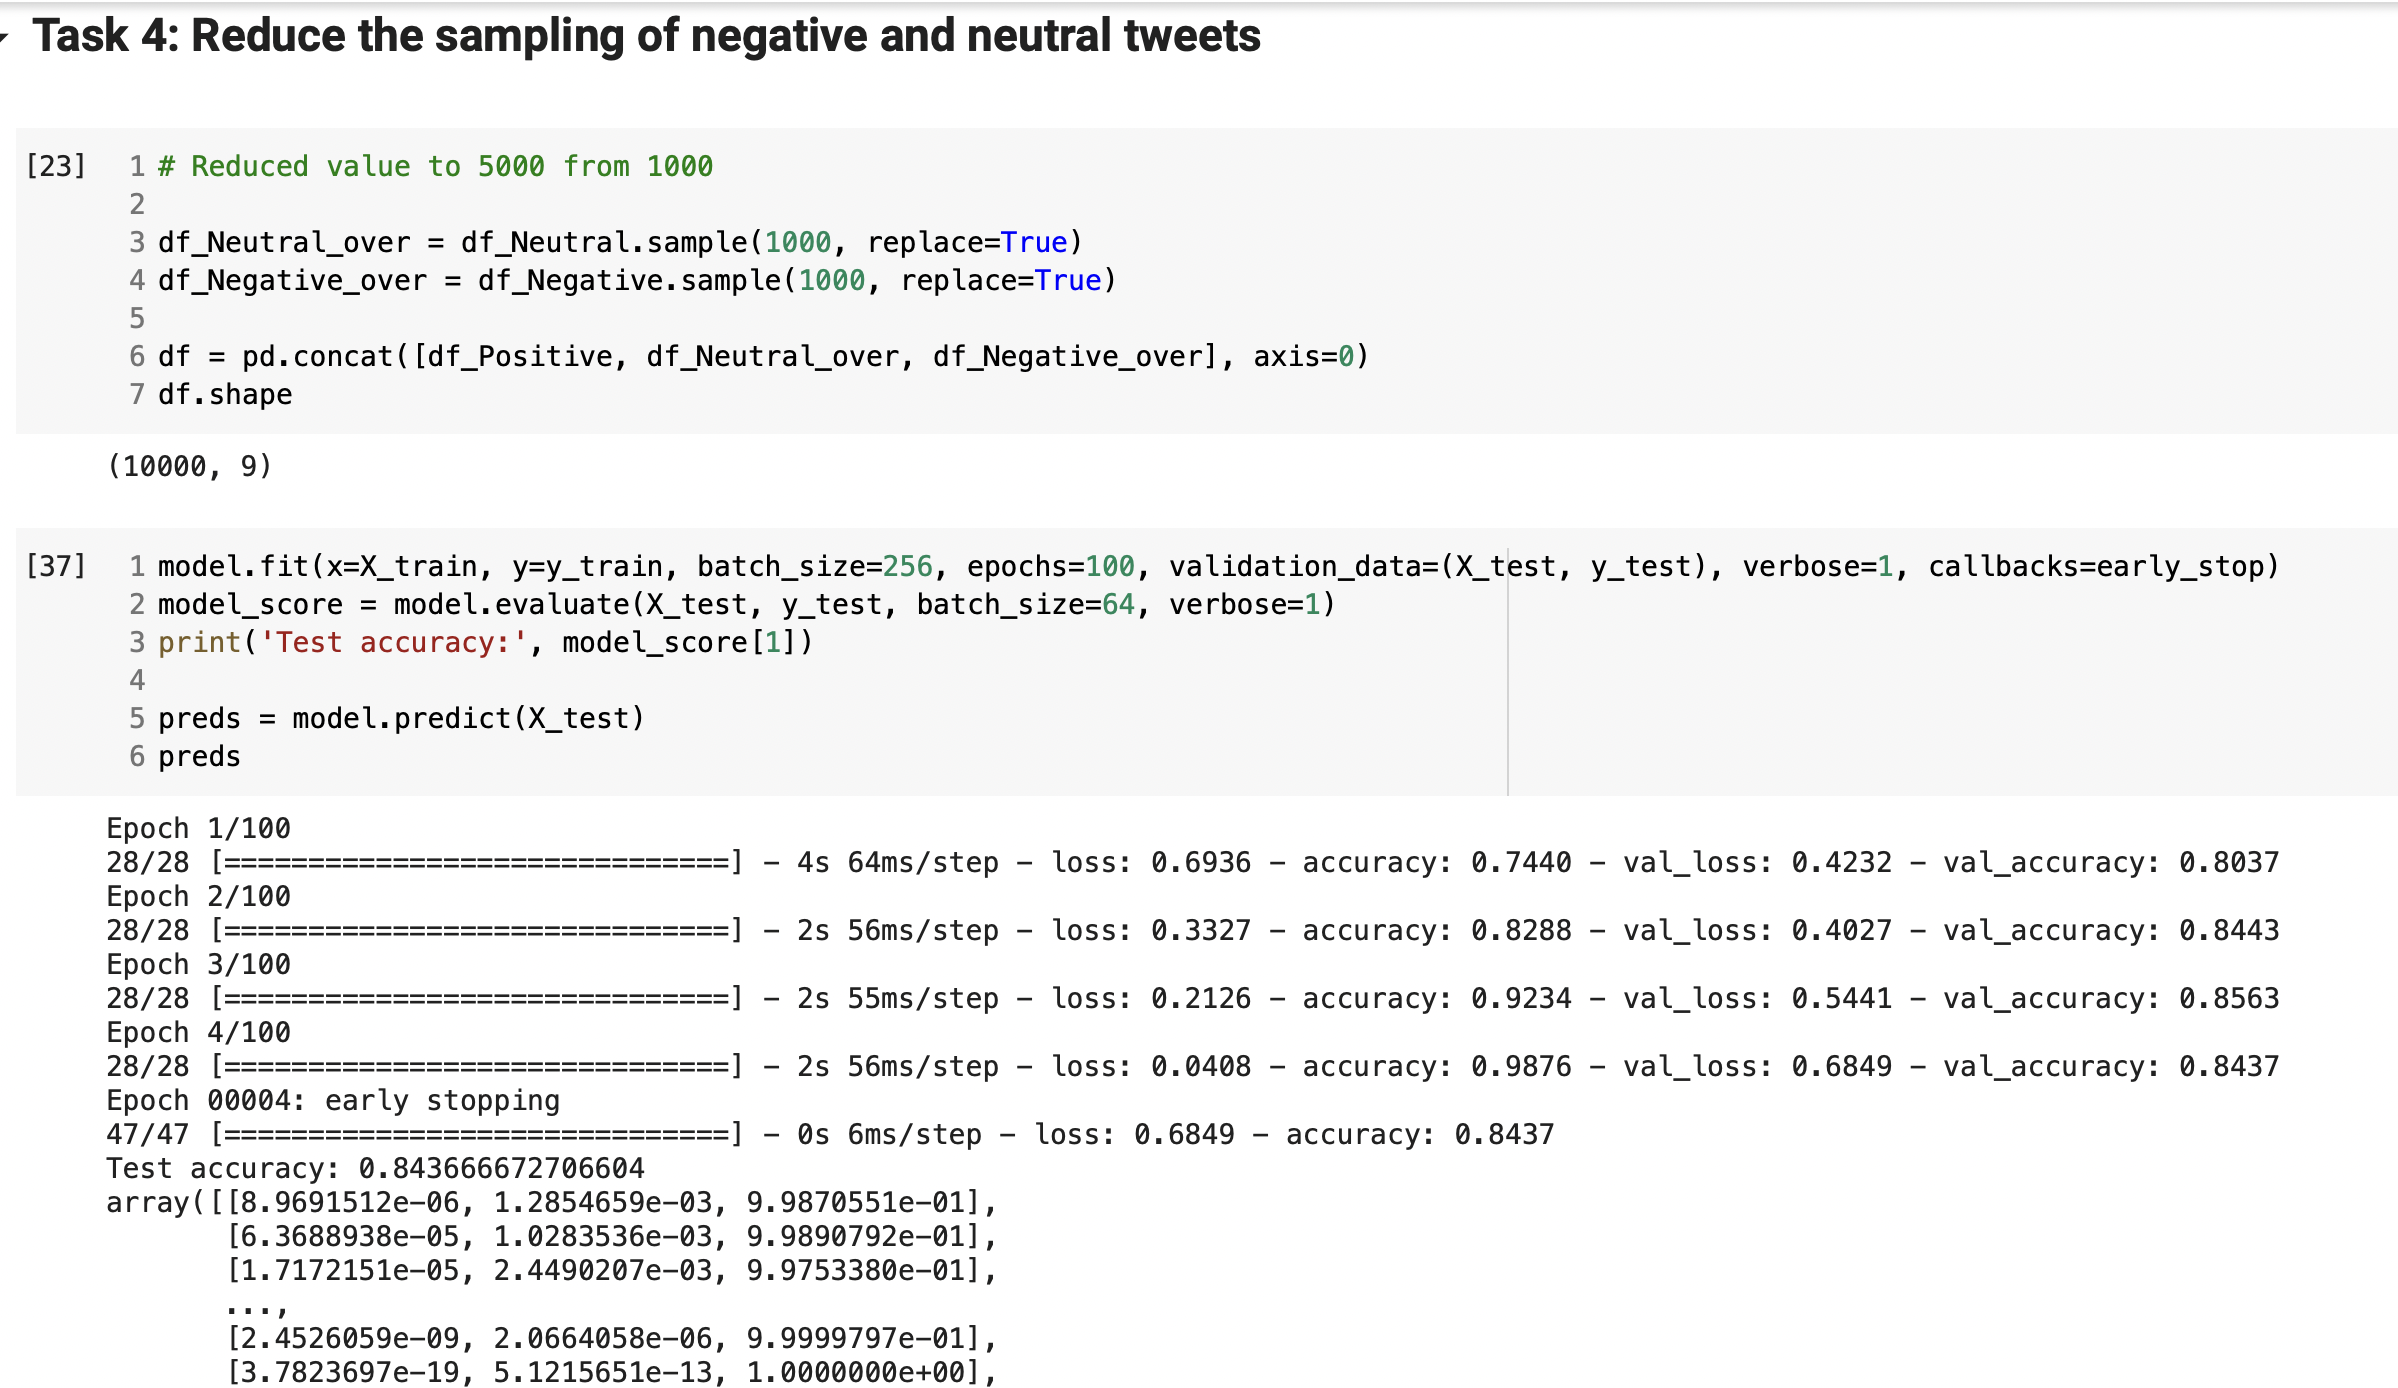 Task 4: Reduce the sampling of negative and neutral tweets
[23] 1 # Reduced value to 5000 from 1000
2
3 df_Neutral_over = df_Neutral.sample(1000, replace=True)
4 df_Negative_over = df_Negative.sample(1000, replace=True)
5
6 df = pd.concat([df_Positive, df_Neutral_over, df_Negative_over], axis=0)
7 df.shape
(10000, 9)
[37] 1 model.fit(x=X_train, y=y_train, batch_size=256, epochs=100, validation_data=(X_test, y_test), verbose=1, callbacks=early_stop)
2 model_score = model.evaluate(X_test, y_test, batch_size=64, verbose=1)
3 print('Test accuracy:', model_score[1])
4
5 preds = model.predict(X_test)
6 preds
Epoch 1/100
28/28 [==============================] - 4s 64ms/step - loss: 0.6936 - accuracy: 0.7440 - val_loss: 0.4232 - val_accuracy: 0.8037
Epoch 2/100
28/28 [==============================] - 2s 56ms/step - loss: 0.3327 - accuracy: 0.8288 - val_loss: 0.4027 - val_accuracy: 0.8443
Epoch 3/100
28/28 [==============================] - 2s 55ms/step - loss: 0.2126 - accuracy: 0.9234 - val_loss: 0.5441 - val_accuracy: 0.8563
Epoch 4/100
28/28 [==============================] - 2s 56ms/step - loss: 0.0408 - accuracy: 0.9876 - val_loss: 0.6849 - val_accuracy: 0.8437
Epoch 00004: early stopping
47/47 [==============================] - 0s 6ms/step - loss: 0.6849 - accuracy: 0.8437
Test accuracy: 0.843666672706604
array([[8.9691512e-06, 1.2854659e-03, 9.9870551e-01],
[6.3688938e-05, 1.0283536e-03, 9.9890792e-01],
[1.7172151e-05, 2.4490207e-03, 9.9753380e-01],
...,
[2.4526059e-09, 2.0664058e-06, 9.9999797e-01],
[3.7823697e-19, 5.1215651e-13, 1.0000000e+00],